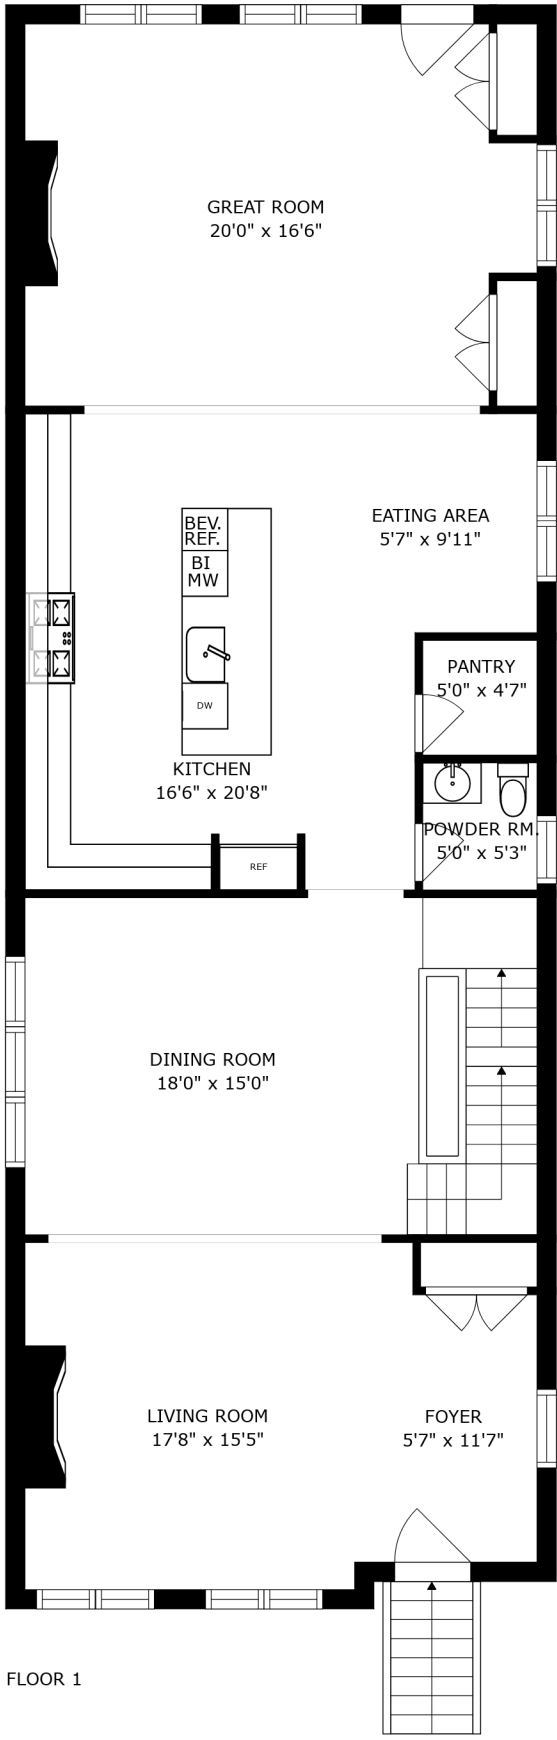 GREAT ROOM
20'0" x 16'6"
EATING AREA
5'7" x 9'11"
BEV.
REF.
BI
MW
DW
PANTRY
5'0" x 4'7"
KITCHEN
16'6" x 20'8"
POWDER RM.
5'0" x 5'3"
REF
DINING ROOM
18'0" x 15'0"
LIVING ROOM
17'8" x 15'5"
FOYER
5'7" x 11'7"
FLOOR 1